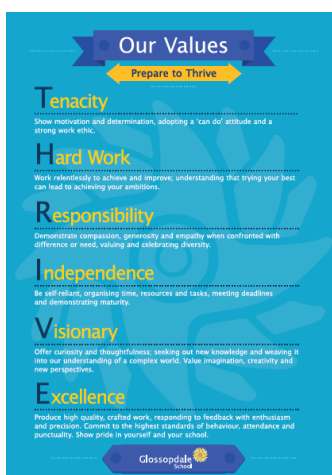 Our Values
Prepare to Thrive
Tenacity
Show motivation and determination, adopting a 'can do' attitude and a
strong work ethic.
Hard Work
Work relentlessly to achieve and improve; understanding that trying your best
can lead to achieving your ambitions.
Responsibility
Demonstrate compassion, generosity and empathy when confronted with
difference or need, valuing and celebrating diversity.
Independence
Be self-reliant, organising time, resources and tasks, meeting deadlines
and demonstrating maturity.
Visionary
Offer curiosity and thoughtfulness; seeking out new knowledge and weaving it
into our understanding of a complex world. Value imagination, creativity and
new perspectives.
Excellence
Produce high quality, crafted work, responding to feedback with enthusiasm
and precision. Commit to the highest standards of behaviour, attendance and
punctuality. Show pride in yourself and your school.
Glossopdale
School